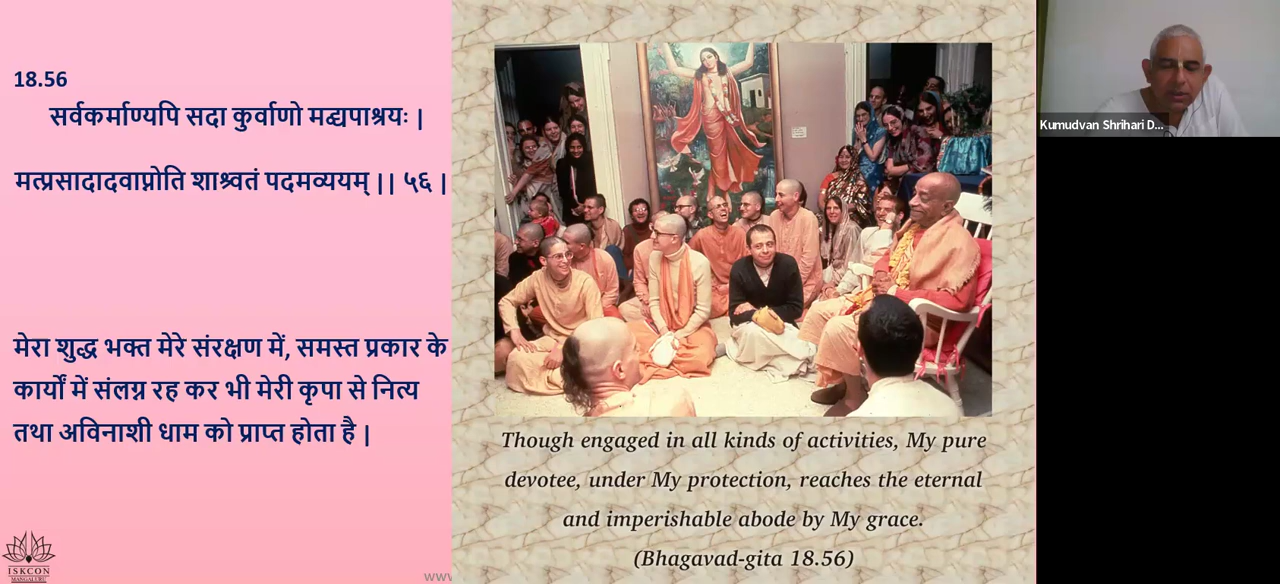 18.56
सर्वकर्माण्यपि सदा कुर्वाणो मद्व्यपाश्रयः |
मत्प्रसादादवाप्नोति शाश्र्वतं पदमव्ययम् || ५६ |
मेरा शुद्ध भक्त मेरे संरक्षण में, समस्त प्रकार के
कार्यों में संलग्न रह कर भी मेरी कृपा से नित्य
तथा अविनाशी धाम को प्राप्त होता है |
ISKCON
MANGALURU
www
Though engaged in all kinds of activities, My pure
devotee, under My protection, reaches the eternal
and imperishable abode by My grace.
(Bhagavad-gita 18.56)
Kumudvan Shrihari D...